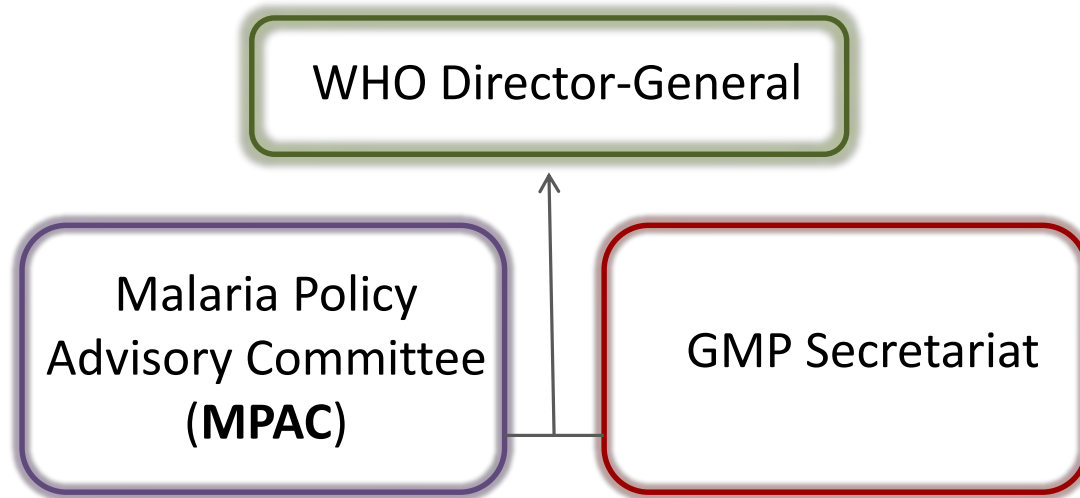 WHO Director-General
Malaria Policy
Advisory Committee
(MPAC)
GMP Secretariat